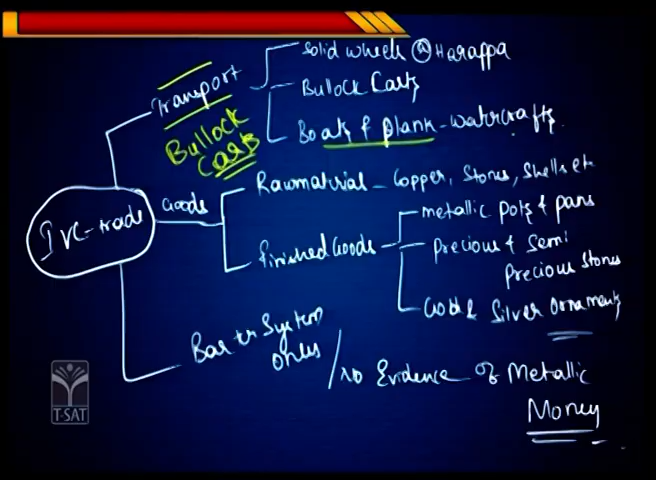 Solid wheels @ Harappa
Transport
Bullock Carts
Bullock
Carts
Boats & plank - watercrafts.
IVC-trade
Goods
Rawmaterial - Copper, Stones, Shells etc
Finished Goods
metallic pots & pans
Precious & Semi
Precious Stones
Gold & Silver Ornaments
Barter System
only / no Evidence of Metallic
Money
T-SAT